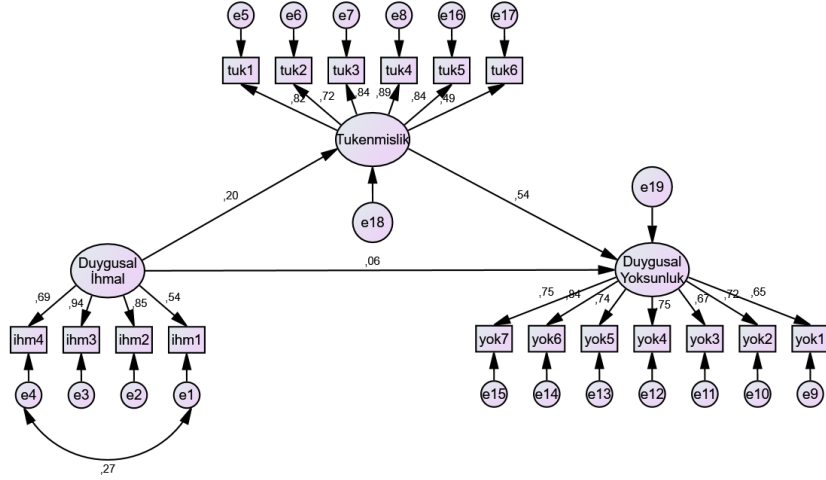 e5 e6 e7 e8 e16 e17
tuk1 tuk2 tuk3 tuk4 tuk5 tuk6
,82 ,72 ,84 ,89 ,84 ,49
Tukenmislik
e19
,20 ,54
e18
Duygusal
İhmal
,06
Duygusal
Yoksunluk
,69 ,94 ,85 ,54
,75 ,84 ,74 ,75 ,67 ,72 ,65
ihm4 ihm3 ihm2 ihm1
yok7 yok6 yok5 yok4 yok3 yok2 yok1
e4 e3 e2 e1
e15 e14 e13 e12 e11 e10 e9
,27